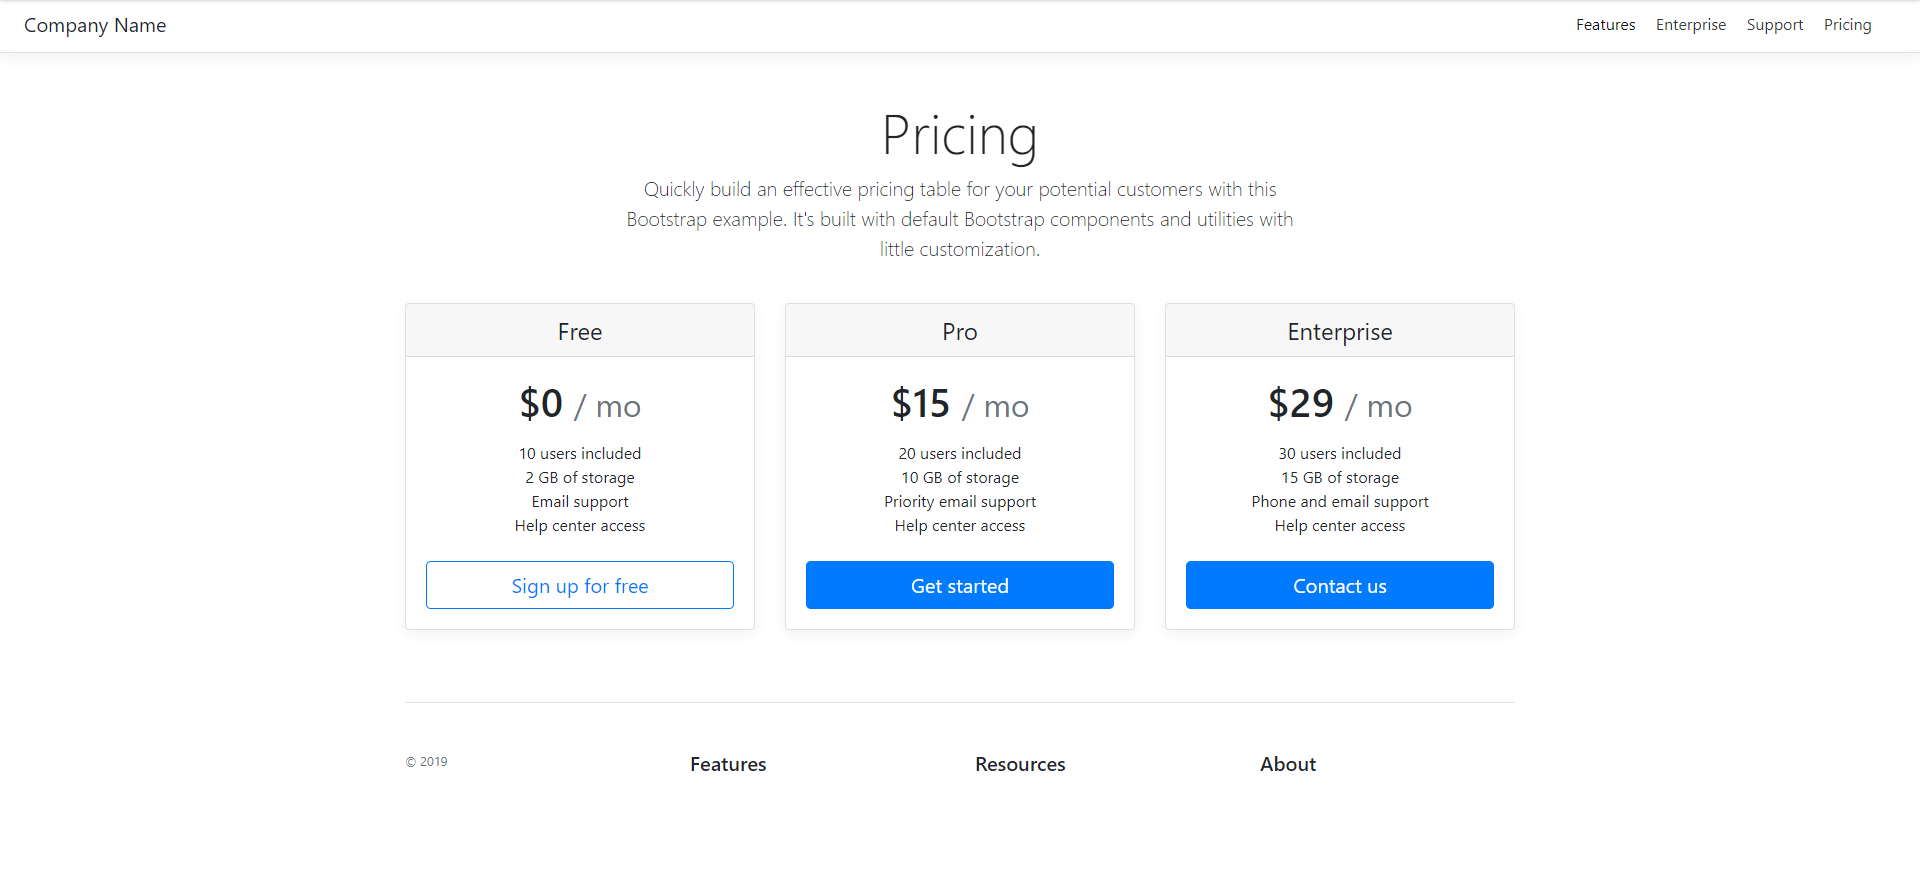 Company Name
Features Enterprise Support Pricing
Pricing
Quickly build an effective pricing table for your potential customers with this
Bootstrap example. It's built with default Bootstrap components and utilities with
little customization.
Free
$0 / mo
10 users included
2 GB of storage
Email support
Help center access
Sign up for free
Pro
$15 / mo
20 users included
10 GB of storage
Priority email support
Help center access
Get started
Enterprise
$29 / mo
30 users included
15 GB of storage
Phone and email support
Help center access
Contact us
© 2019
Features
Resources
About